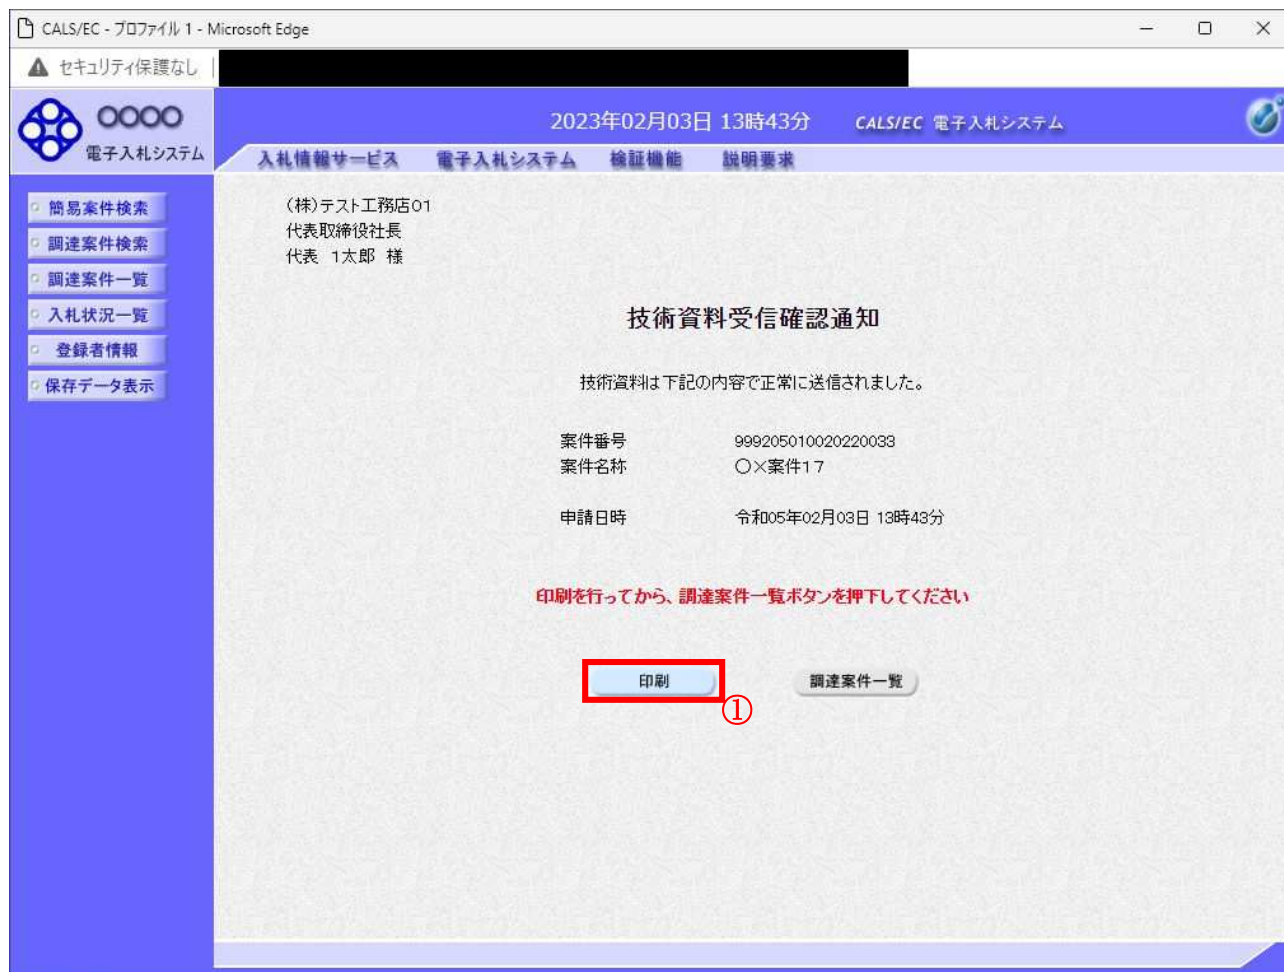 CALS/EC - プロファイル 1 - Microsoft Edge
セキュリティ保護なし
OOOO
電子入札システム
2023年02月03日 13時43分 CALS/EC 電子入札システム
入札情報サービス 電子入札システム 検証機能 説明要求
簡易案件検索
調達案件検索
調達案件一覧
入札状況一覧
登録者情報
保存データ表示
(株)テスト工務店01
代表取締役社長
代表 1太郎 様
技術資料受信確認通知
技術資料は下記の内容で正常に送信されました。
案件番号 999205010020220033
案件名称 〇×案件17
申請日時 令和05年02月03日 13時43分
印刷を行ってから、調達案件一覧ボタンを押下してください
印刷 調達案件一覧
①